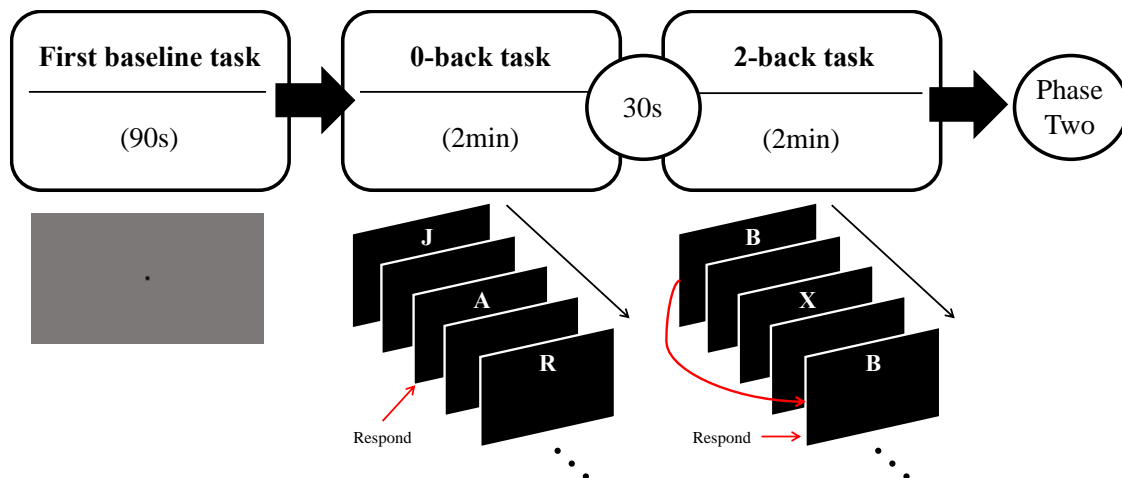 First baseline task
(90s)
0-back task
(2min)
30s
2-back task
(2min)
Phase
Two
J
A
R
Respond
B
X
B
Respond